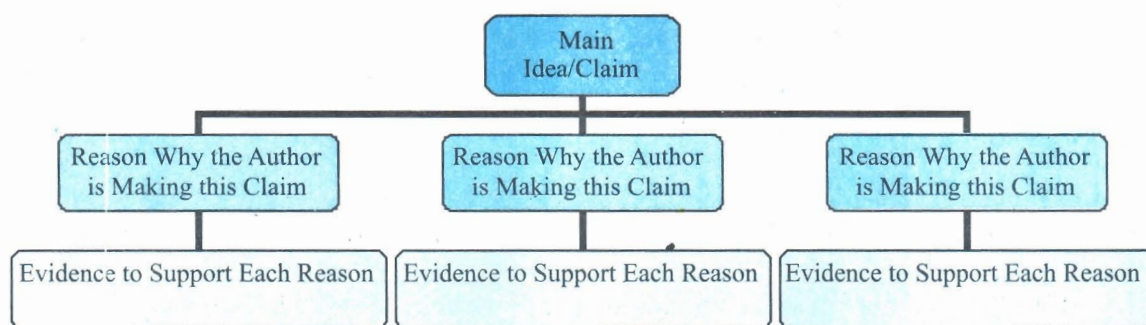 Main
Idea/Claim
Reason Why the Author
is Making this Claim
Reason Why the Author
is Making this Claim
Reason Why the Author
is Making this Claim
Evidence to Support Each Reason
Evidence to Support Each Reason
Evidence to Support Each Reason